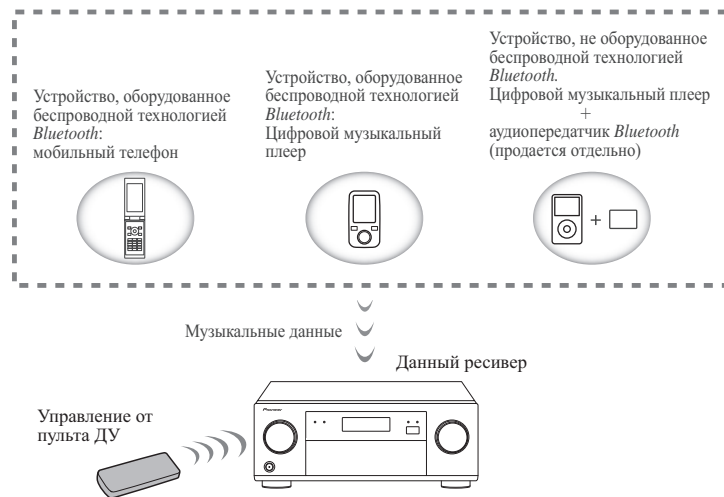 Устройство, оборудованное
беспроводной технологией
Bluetooth:
мобильный телефон
Устройство, оборудованное
беспроводной технологией
Bluetooth:
Цифровой музыкальный
плеер
Устройство, не оборудованное
беспроводной технологией
Bluetooth.
Цифровой музыкальный плеер
+
аудиопередатчик Bluetooth
(продается отдельно)
+
Музыкальные данные
Данный ресивер
Pioneer
Управление от
пульта ДУ